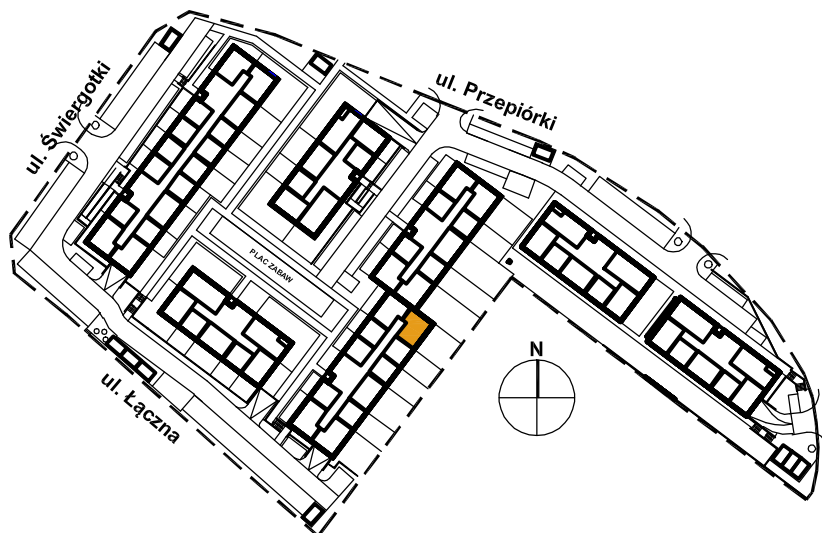 ul. Przepiórki
ul. Świergotki
PLAC ZABAW
N
ul. Łączna